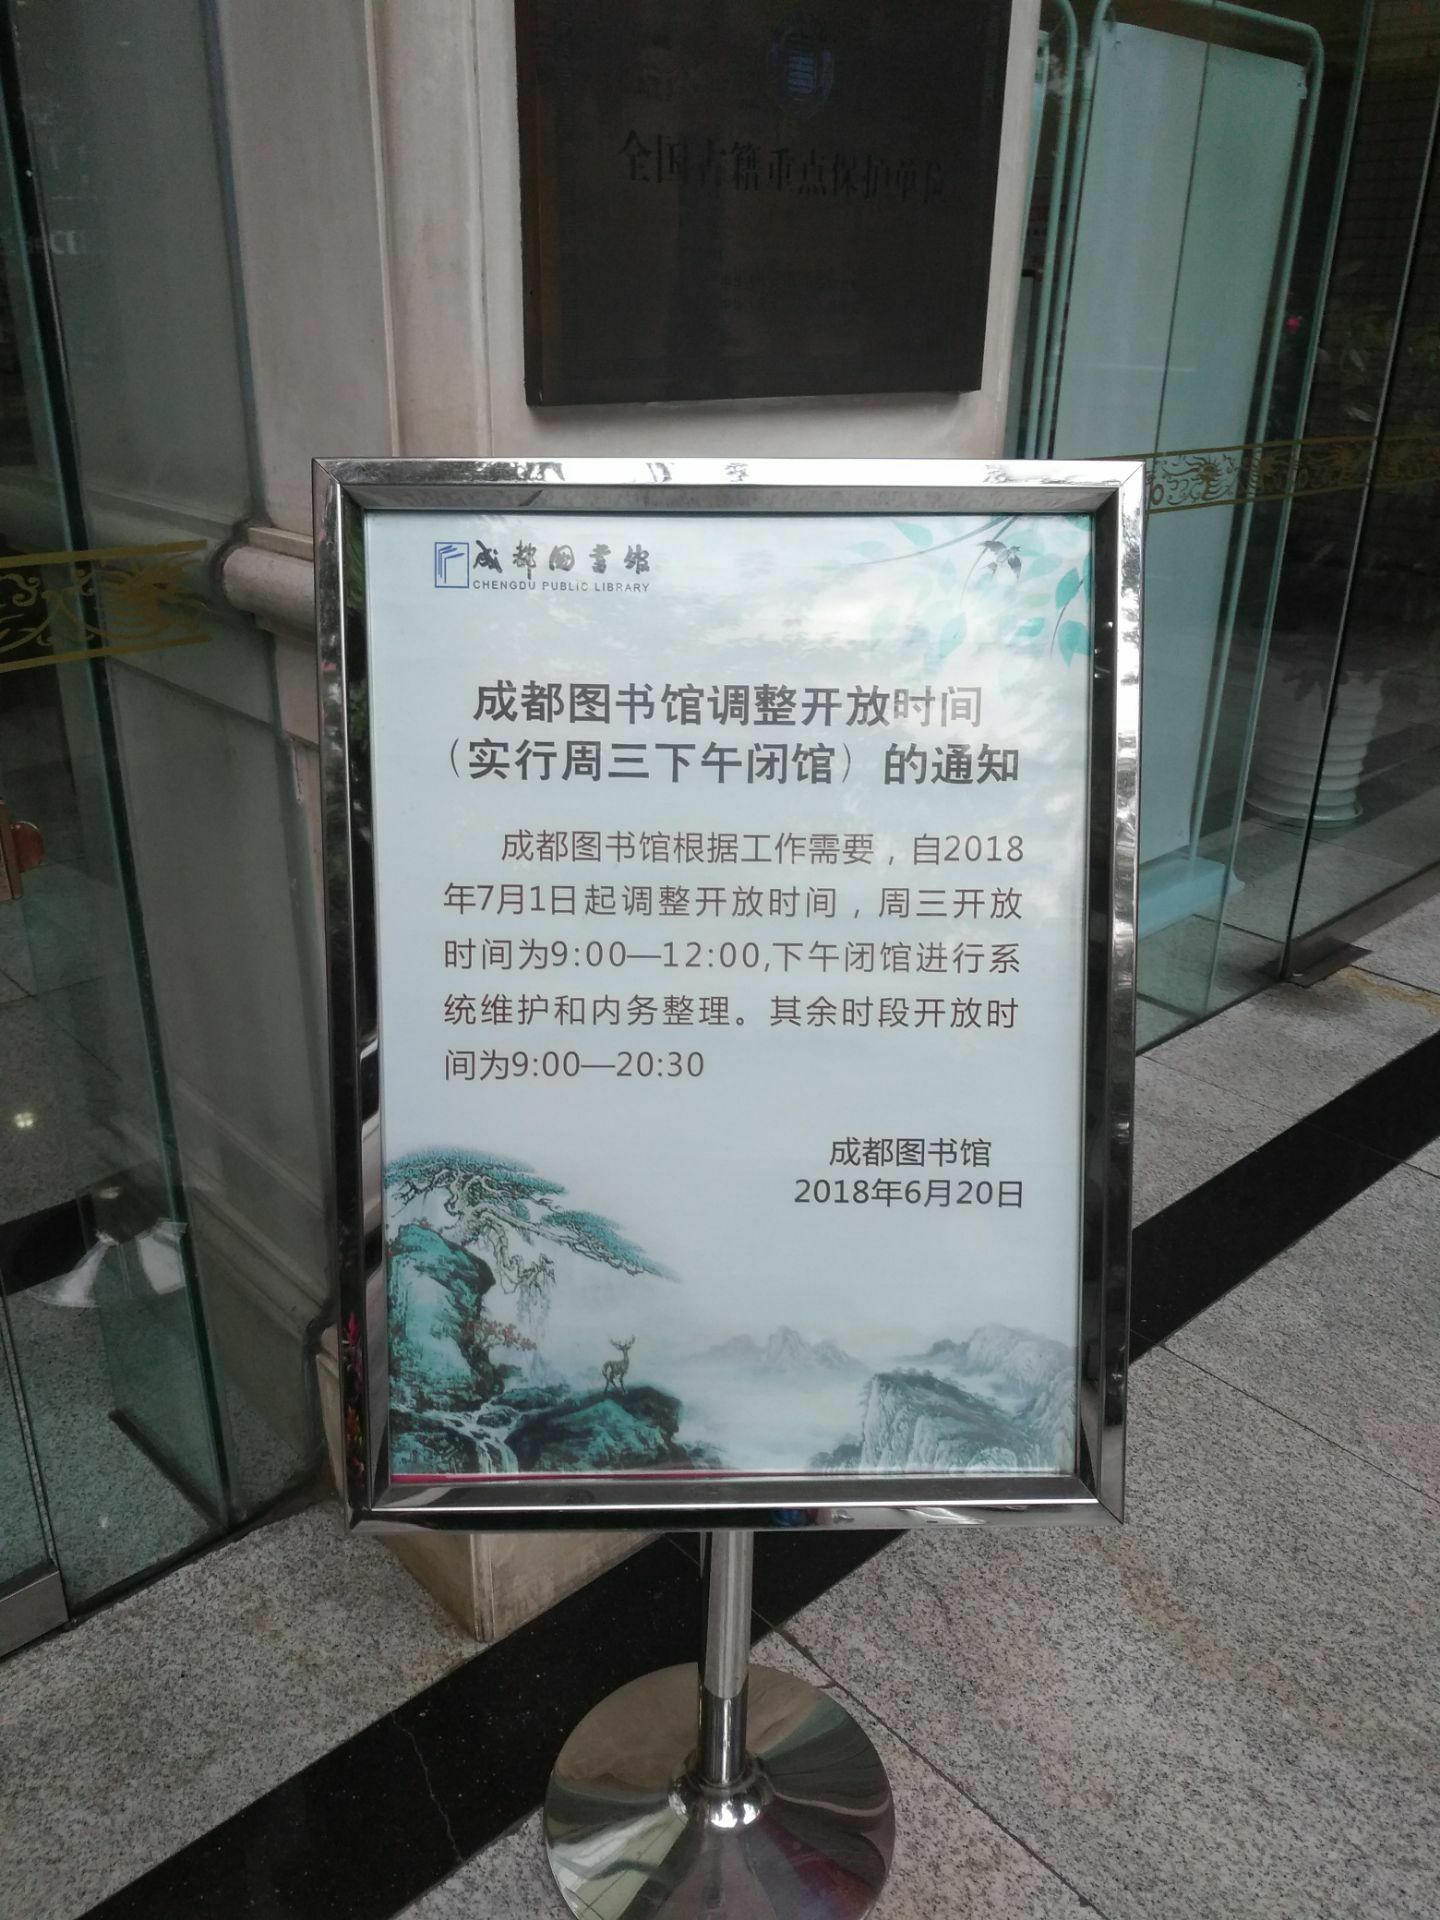 全国古籍重点保护单位
成都图书馆
CHENGDU PUBLIC LIBRARY
成都图书馆调整开放时间
（实行周三下午闭馆）的通知
成都图书馆根据工作需要，自2018
年7月1日起调整开放时间，周三开放
时间为9:00—12:00,下午闭馆进行系
统维护和内务整理。其余时段开放时
间为9:00—20:30
成都图书馆
2018年6月20日